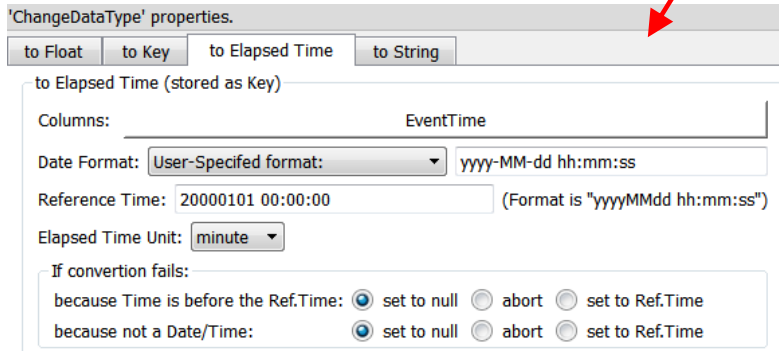 'ChangeDataType' properties.
to Float to Key to Elapsed Time to String
to Elapsed Time (stored as Key)
Columns: EventTime
Date Format: User-Specifed format: yyyy-MM-dd hh:mm:ss
Reference Time: 20000101 00:00:00 (Format is "yyyyMMdd hh:mm:ss")
Elapsed Time Unit: minute
If convertion fails:
because Time is before the Ref.Time: set to null abort set to Ref.Time
because not a Date/Time: set to null abort set to Ref.Time